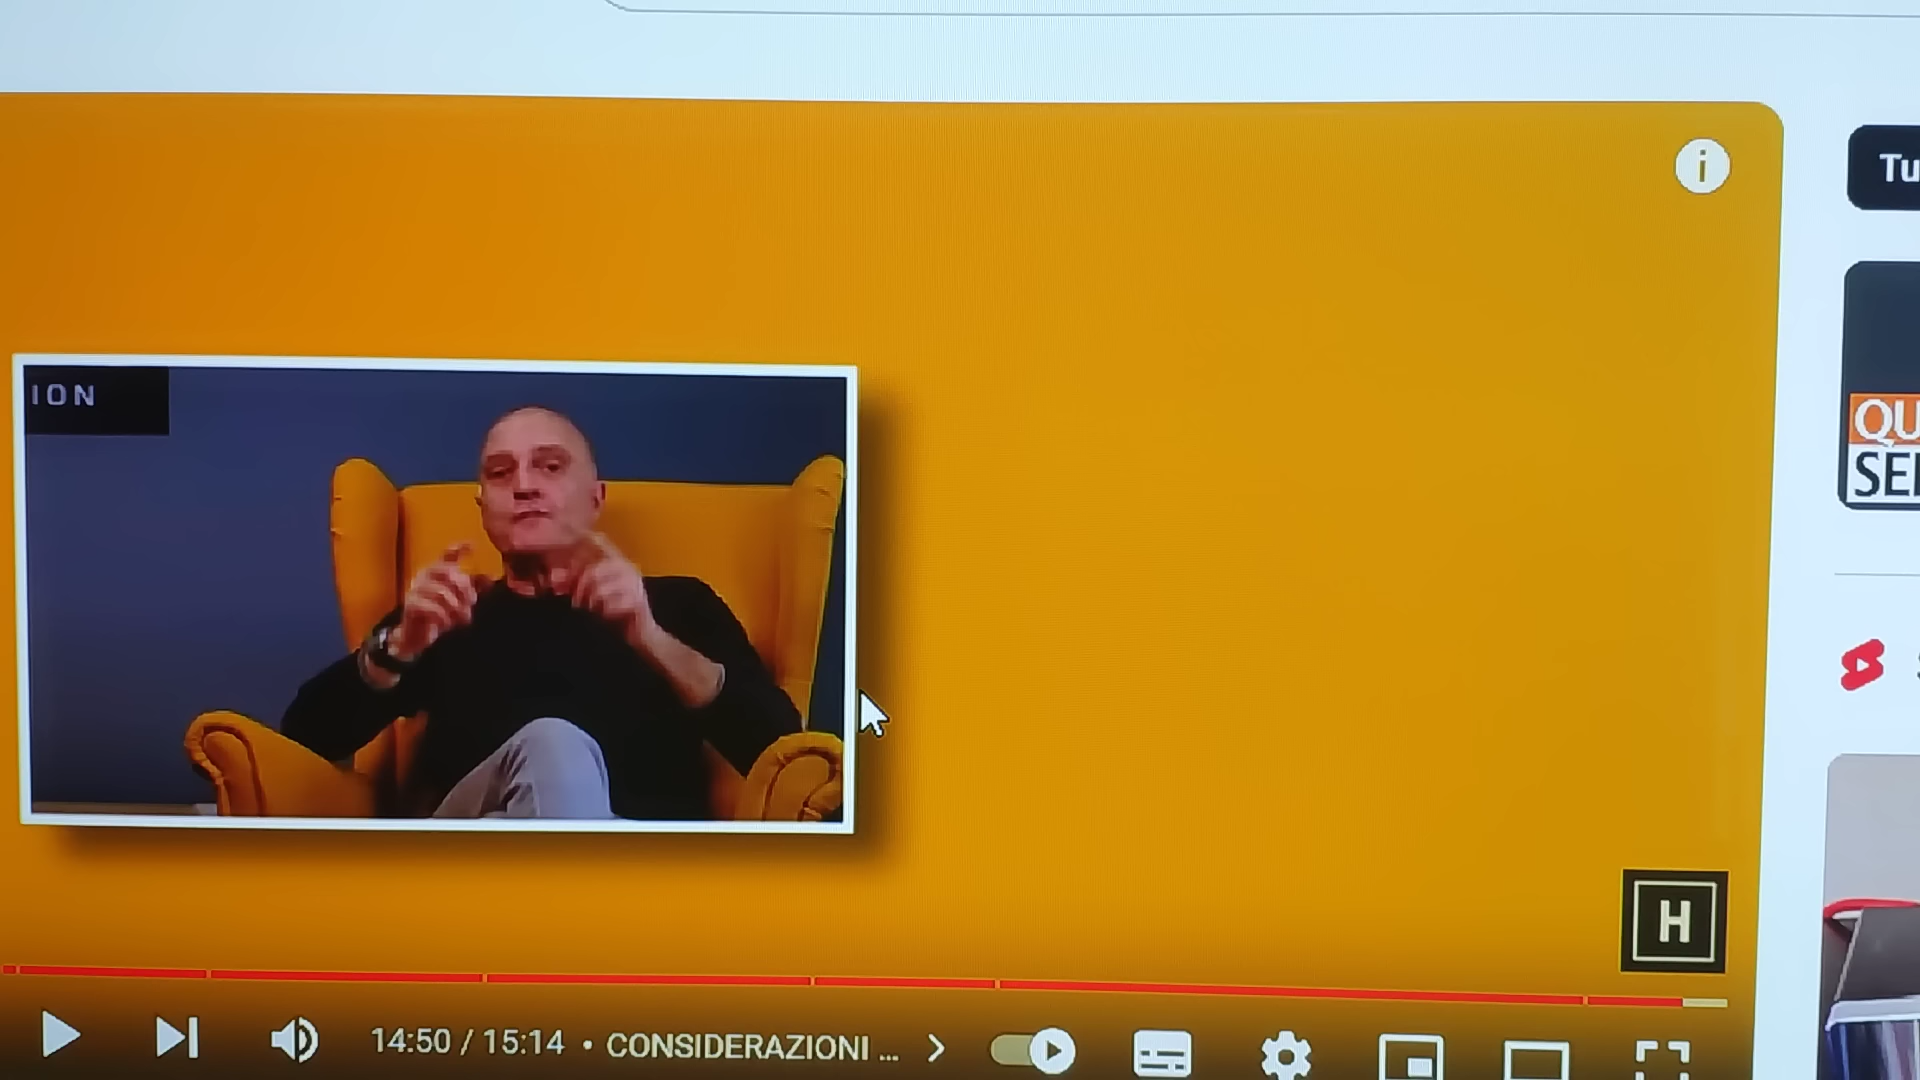 i
Tu
ION
QU
SE
H
14:50 / 15:14 • CONSIDERAZIONI ...